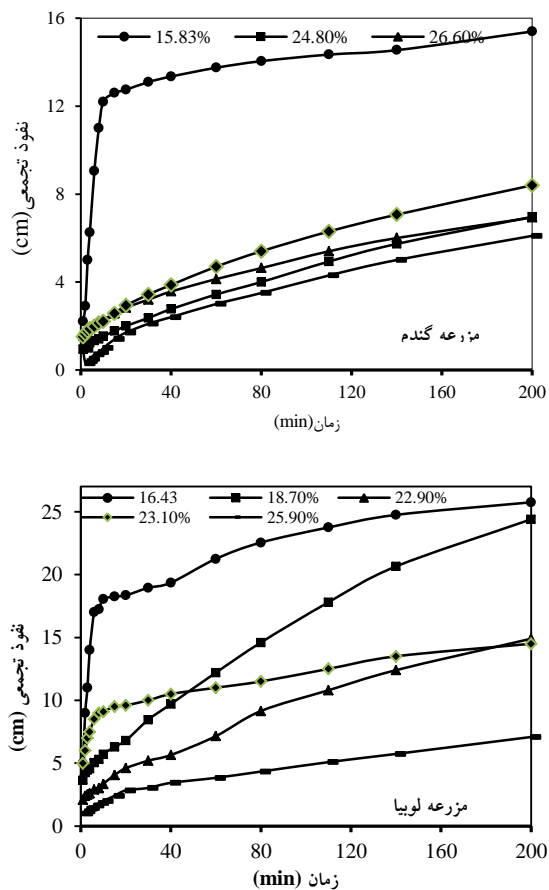 15.83% 24.80% 26.60%
16
12
8
4
0
نفوذ تجمعی (cm)
مزرعه گندم
0 40 80 120 160 200
زمان(min)
16.43 18.70% 22.90%
23.10% 25.90%
25
20
15
10
5
0
نفوذ تجمعی (cm)
مزرعه لوبیا
0 40 80 120 160 200
زمان (min)